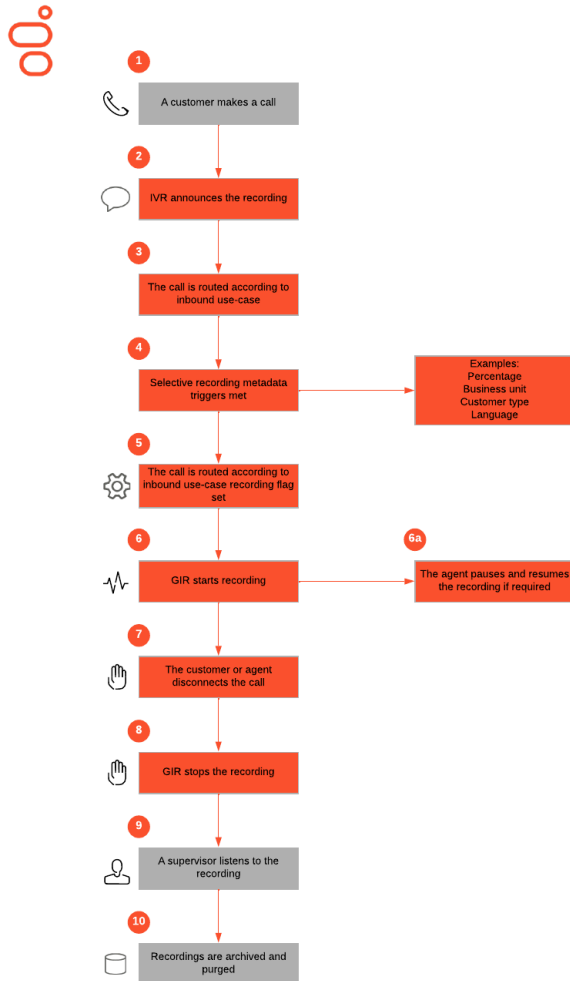 1
A customer makes a call
2
IVR announces the recording
3
The call is routed according to
inbound use-case
4
Selective recording metadata
triggers met
Examples:
Percentage
Business unit
Customer type
Language
5
The call is routed according to
inbound use-case recording flag
set
6
GIR starts recording
6a
The agent pauses and resumes
the recording if required
7
The customer or agent
disconnects the call
8
GIR stops the recording
9
A supervisor listens to the
recording
10
Recordings are archived and
purged